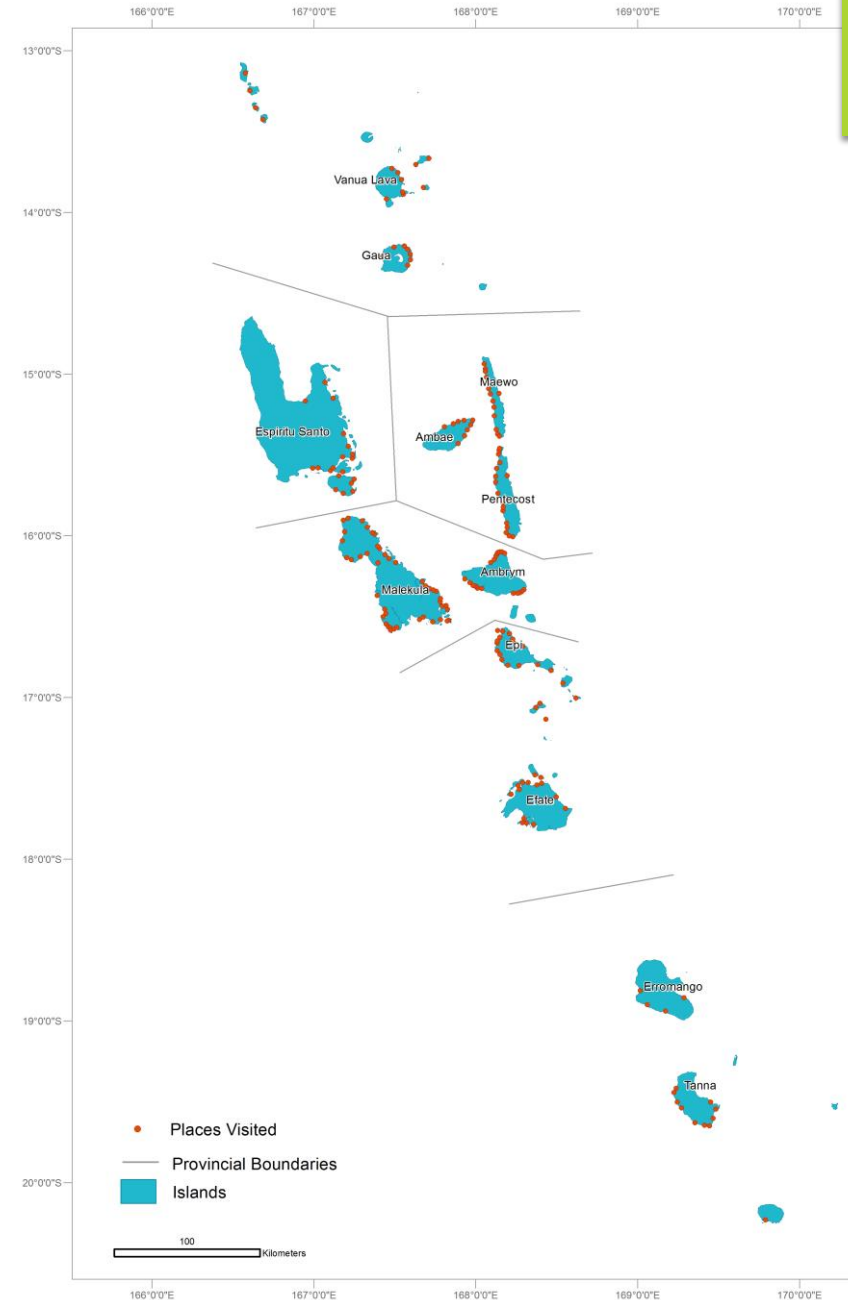 166°0'0"E 167°0'0"E 168°0'0"E 169°0'0"E 170°0'0"E
13°0'0"S
Vanua Lava
14°0'0"S
Gaua
15°0'0"S
Maewo
Espiritu Santo
Ambae
Pentecost
16°0'0"S
Ambrym
Malekula
Epi
17°0'0"S
Efate
18°0'0"S
Erromango
19°0'0"S
Tanna
Places Visited
Provincial Boundaries
20°0'0"S
Islands
100
Kilometers
166°0'0"E 167°0'0"E 168°0'0"E 169°0'0"E 170°0'0"E